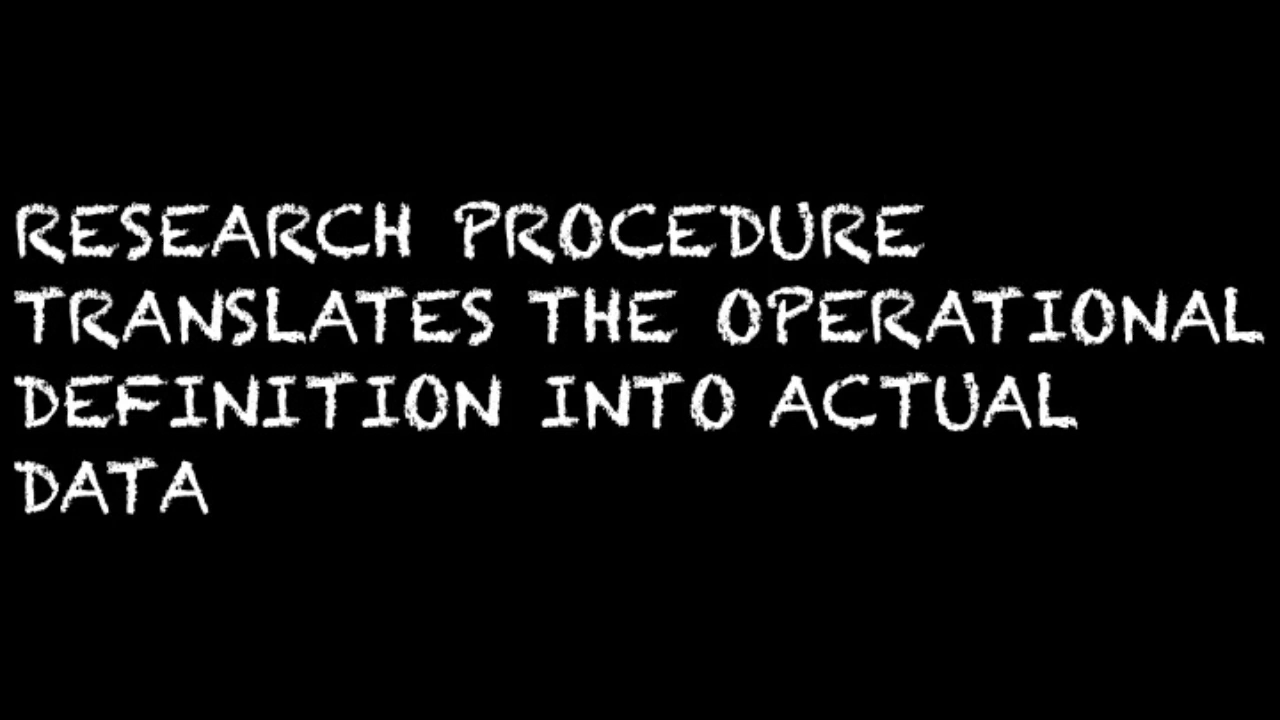 RESEARCH PROCEDURE
TRANSLATES THE OPERATIONAL
DEFINITION INTO ACTUAL
DATA